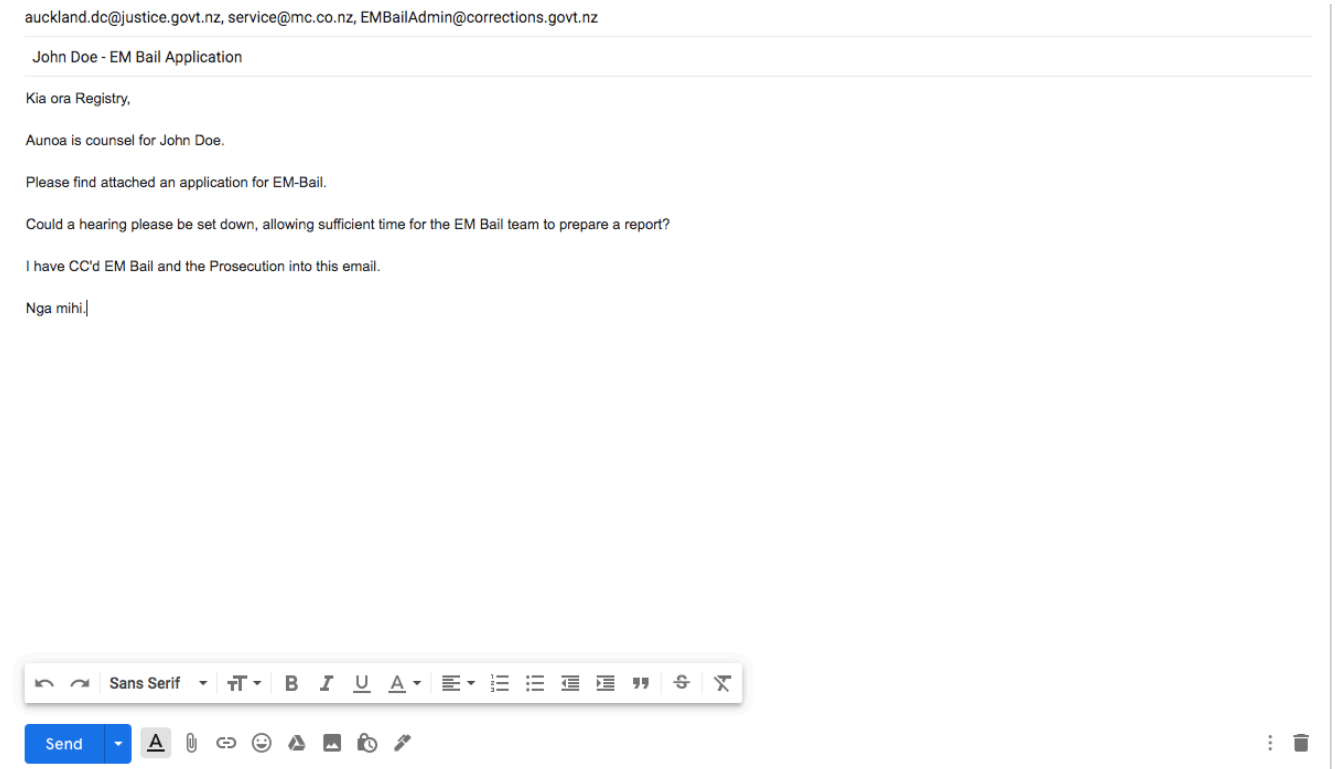 auckland.dc@justice.govt.nz, service@mc.co.nz, EMBailAdmin@corrections.govt.nz
John Doe - EM Bail Application
Kia ora Registry,
Aunoa is counsel for John Doe.
Please find attached an application for EM-Bail.
Could a hearing please be set down, allowing sufficient time for the EM Bail team to prepare a report?
I have CC'd EM Bail and the Prosecution into this email.
Nga mihi.
Sans Serif
Send